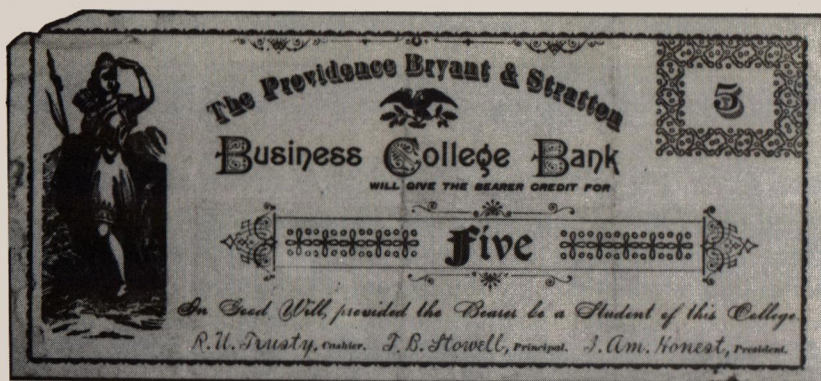 The Providence Bryant & Stratton
5
Business College Bank
WILL GIVE THE BEARER CREDIT FOR
Five
In Good Will, provided the Bearer be a Student of this College.
R. U. Trusty, Cashier. T. B. Stowell, Principal. I. Am. Honest, President.